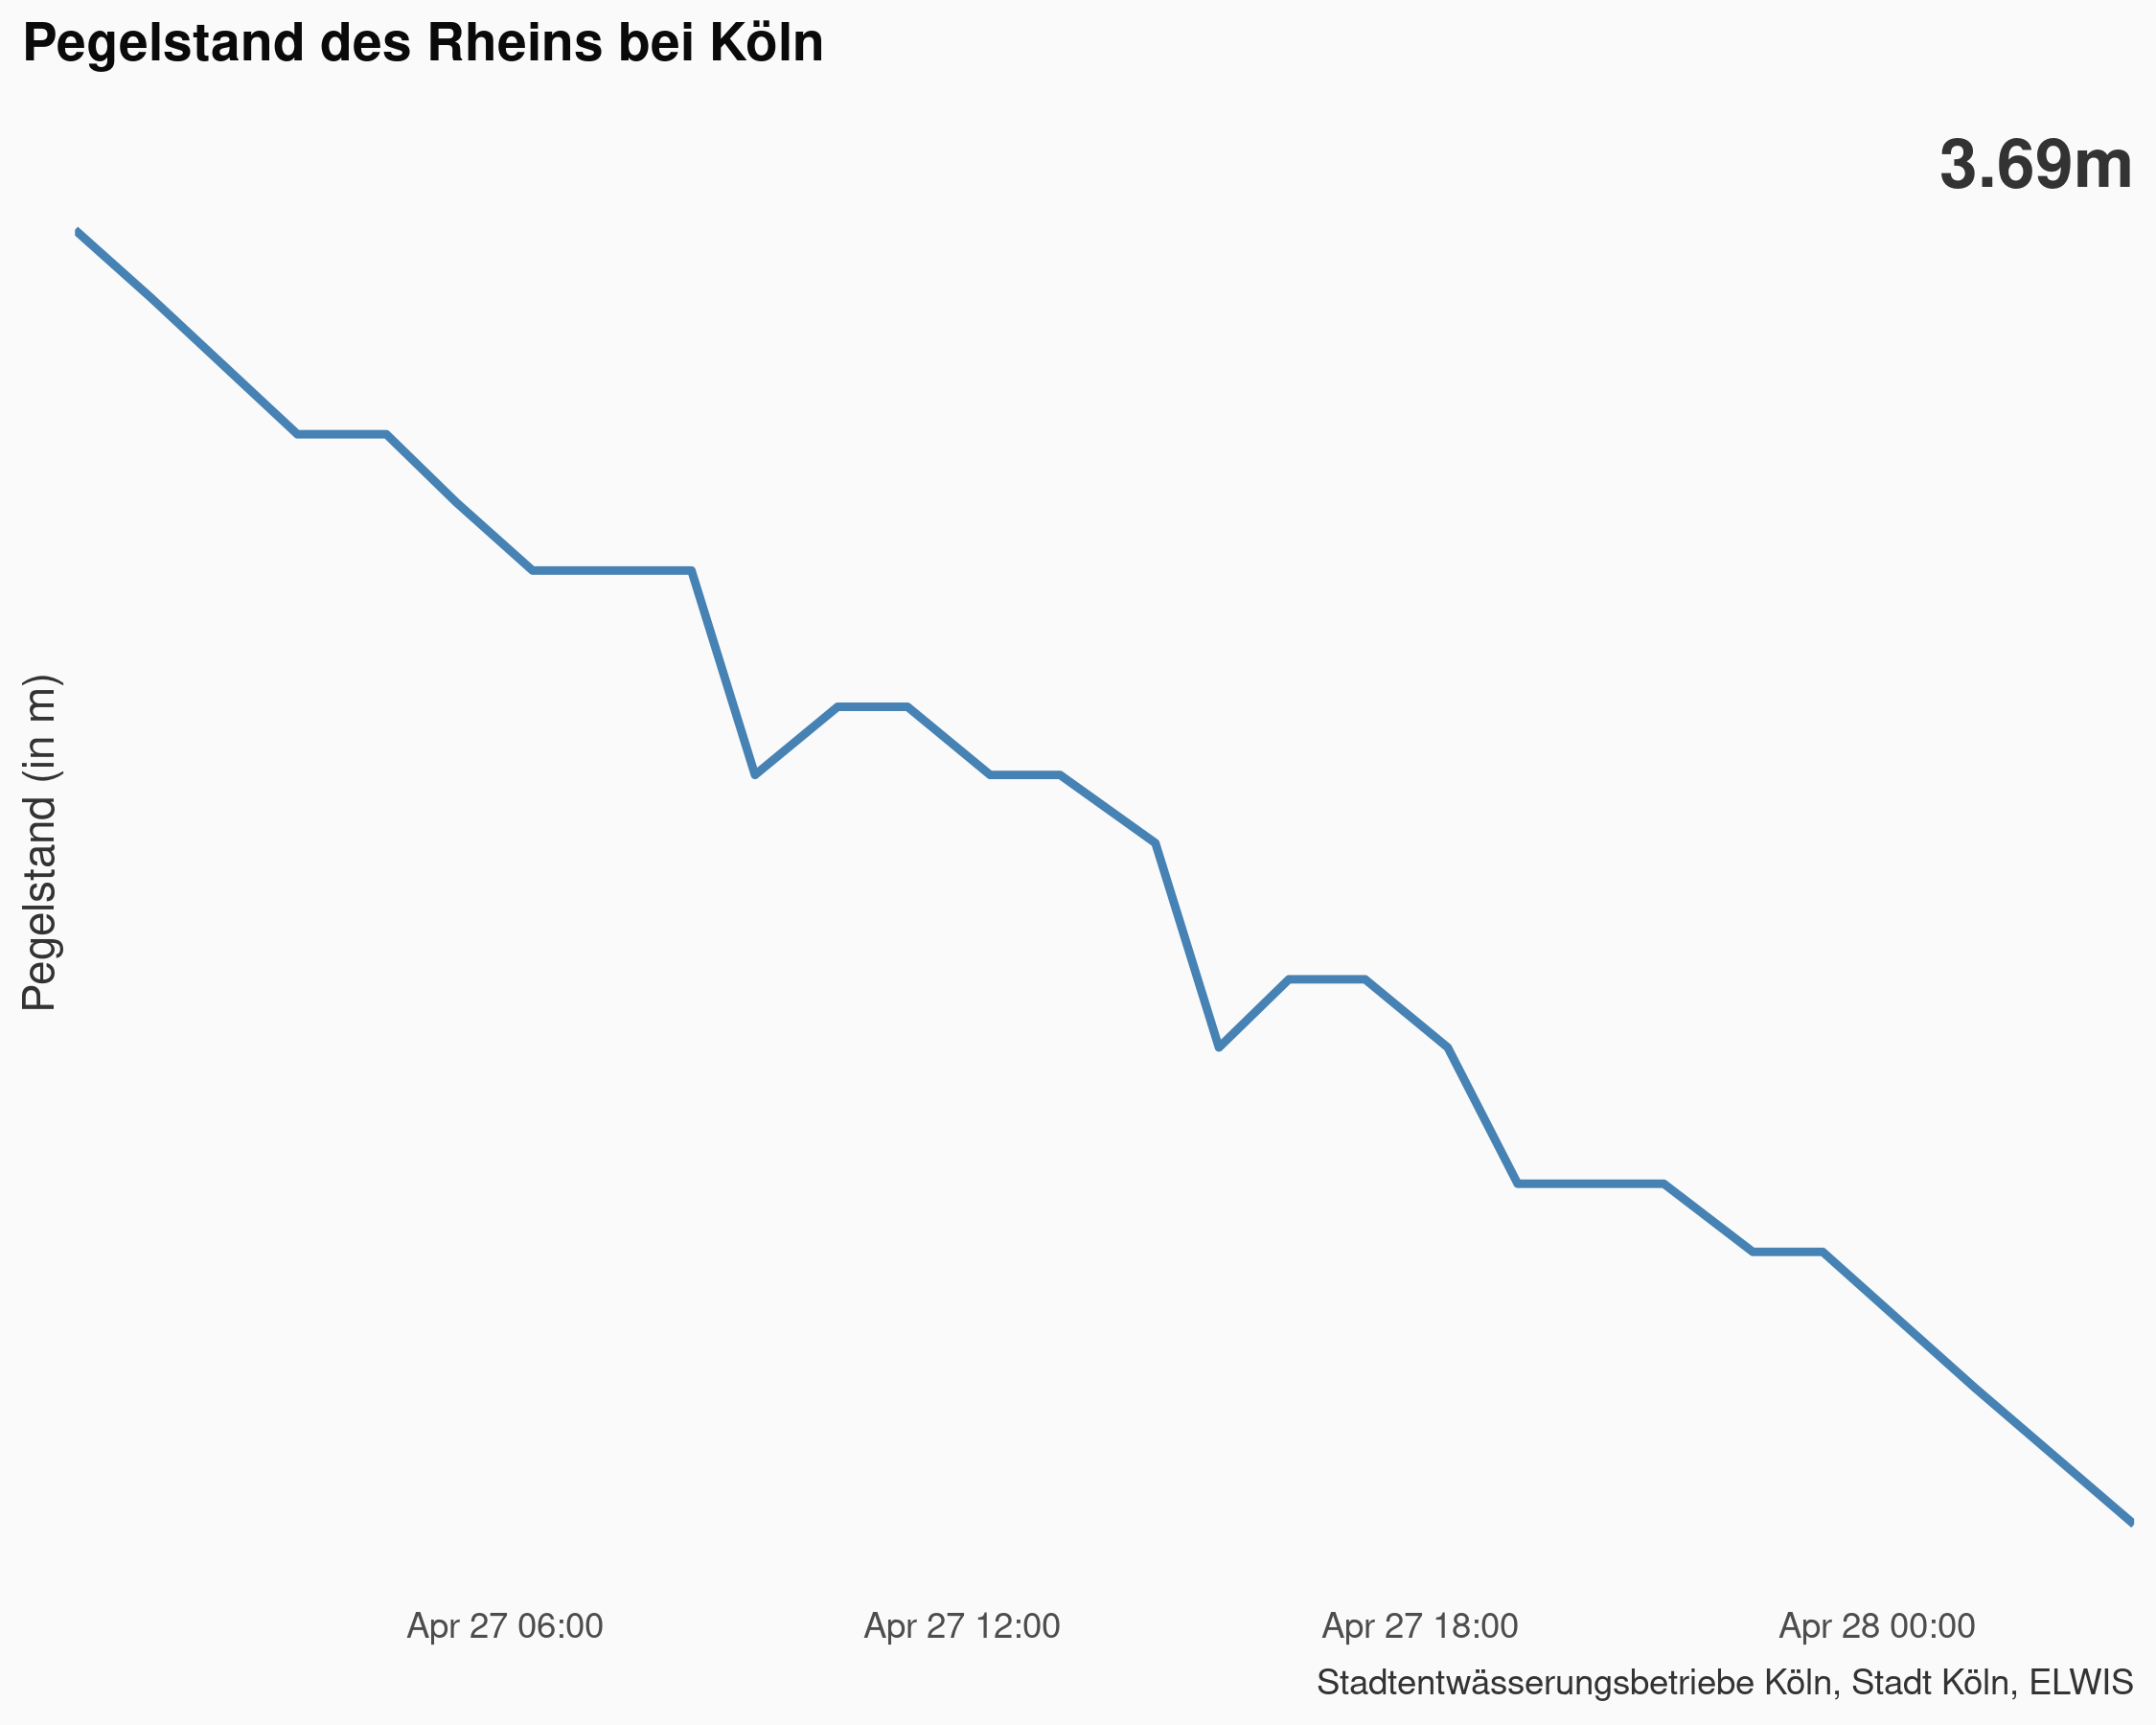 Pegelstand des Rheins bei Köln
3.69m
Pegelstand (in m)
Apr 27 06:00 Apr 27 12:00 Apr 27 18:00 Apr 28 00:00
Stadtentwässerungsbetriebe Köln, Stadt Köln, ELWIS